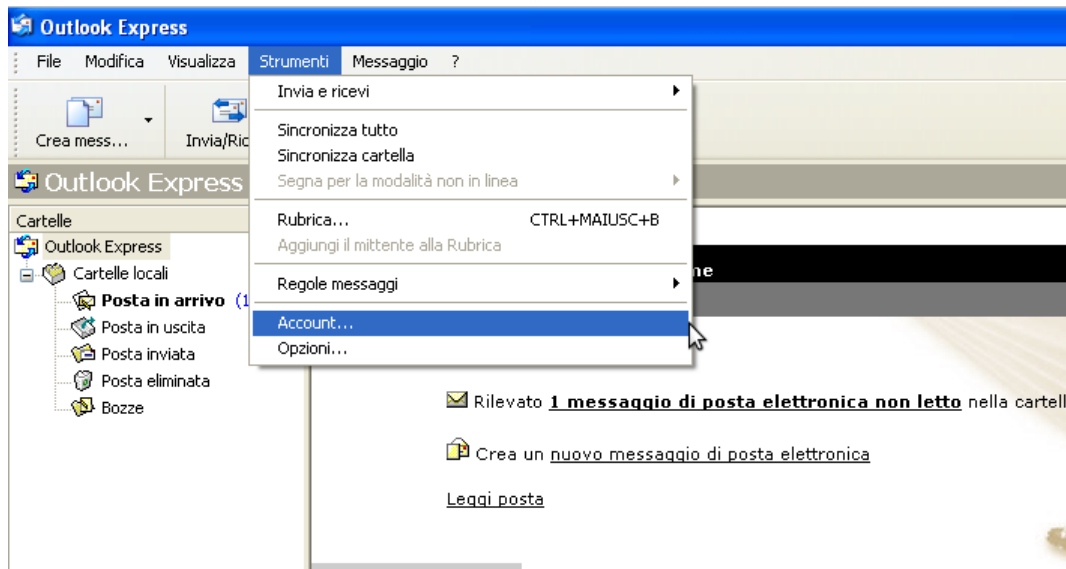 Outlook Express
File Modifica Visualizza Strumenti Messaggio ?
Crea mess... Invia/Ric
Invia e ricevi
Sincronizza tutto
Sincronizza cartella
Segna per la modalità non in linea
Rubrica... CTRL+MAIUSC+B
Aggiungi il mittente alla Rubrica
Regole messaggi
Account...
Opzioni...
Outlook Express
Cartelle
Outlook Express
Cartelle locali
Posta in arrivo (1
Posta in uscita
Posta inviata
Posta eliminata
Bozze
ne
Rilevato 1 messaggio di posta elettronica non letto nella cartell
Crea un nuovo messaggio di posta elettronica
Leggi posta